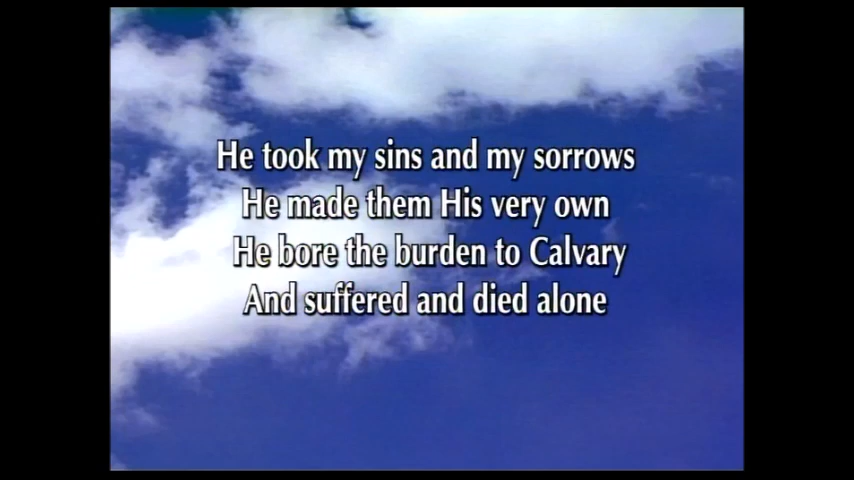 He took my sins and my sorrows
He made them His very own
He bore the burden to Calvary
And suffered and died alone